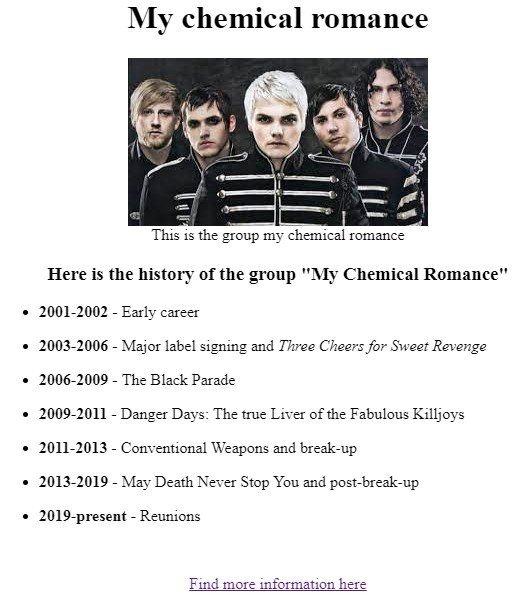 My chemical romance
This is the group my chemical romance
Here is the history of the group "My Chemical Romance"
2001-2002 - Early career
2003-2006 - Major label signing and Three Cheers for Sweet Revenge
2006-2009 - The Black Parade
2009-2011 - Danger Days: The true Liver of the Fabulous Killjoys
2011-2013 - Conventional Weapons and break-up
2013-2019 - May Death Never Stop You and post-break-up
2019-present - Reunions
Find more information here